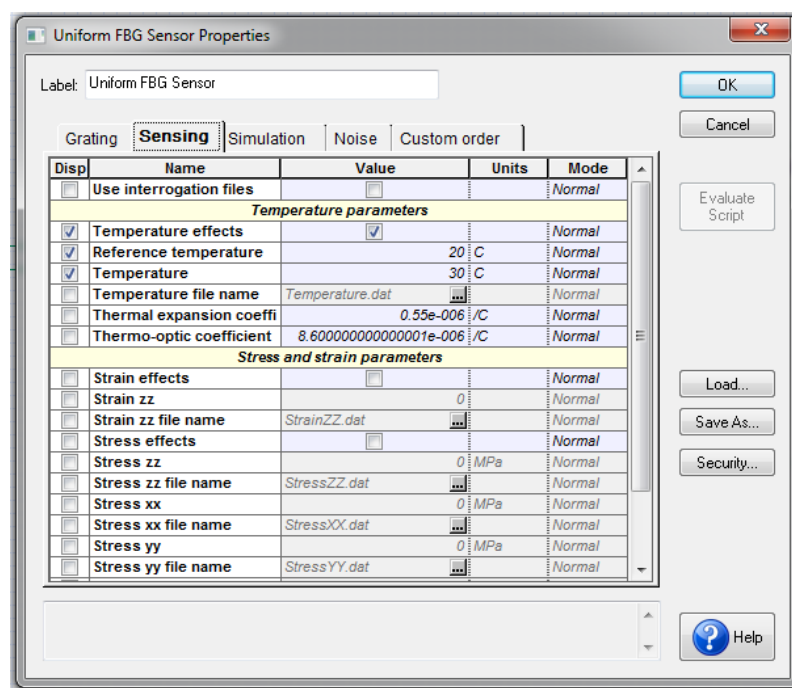 Uniform FBG Sensor Properties
Label: Uniform FBG Sensor
OK
Cancel
Grating Sensing Simulation Noise Custom order
Disp Name Value Units Mode
Use interrogation files Normal
Evaluate Script
Temperature parameters
Temperature effects Normal
Reference temperature 20 C Normal
Temperature 30 C Normal
Temperature file name Temperature.dat ... Normal
Thermal expansion coeffi 0.55e-006 /C Normal
Thermo-optic coefficient 8.600000000000001e-006 /C Normal
Stress and strain parameters
Strain effects Normal
Load...
Strain zz 0 Normal
Strain zz file name StrainZZ.dat ... Normal
Save As...
Stress effects Normal
Stress zz 0 MPa Normal
Security...
Stress zz file name StressZZ.dat ... Normal
Stress xx 0 MPa Normal
Stress xx file name StressXX.dat ... Normal
Stress yy 0 MPa Normal
Stress yy file name StressYY.dat ... Normal
? Help